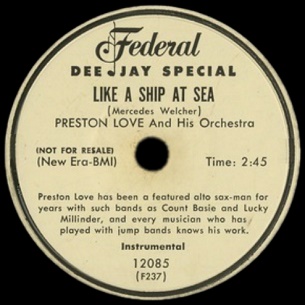 Federal
DEE JAY SPECIAL
LIKE A SHIP AT SEA
(Mercedes Welcher)
PRESTON LOVE And His Orchestra
(NOT FOR RESALE)
(New Era-BMI) Time: 2:45
Preston Love has been a featured alto sax-man for
years with such bands as Count Basie and Lucky
Millinder, and every musician who has
played with jump bands knows his work.
Instrumental
12085
(F237)